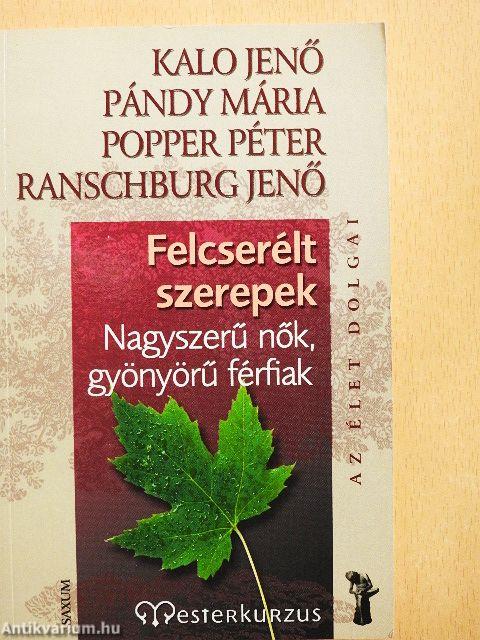 KALO JENŐ
PÁNDY MÁRIA
POPPER PÉTER
RANSCHBURG JENŐ
Felcserélt
szerepek
Nagyszerű nők,
gyönyörű férfiak
AZ ÉLET DOLGAI
SAXUM
Mesterkurzus
Antikvarium.hu